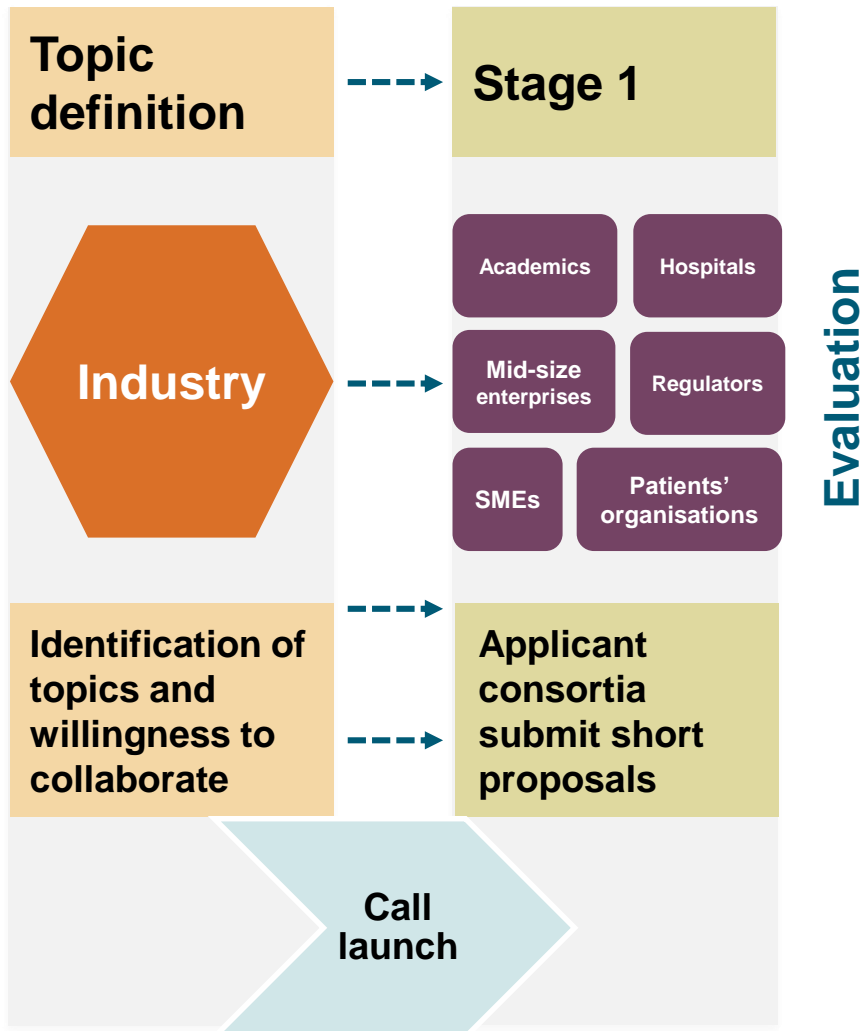 Topic
definition
Stage 1
Industry
Academics
Hospitals
Mid-size
enterprises
Regulators
SMEs
Patients’
organisations
Evaluation
Identification of
topics and
willingness to
collaborate
Applicant
consortia
submit short
proposals
Call
launch